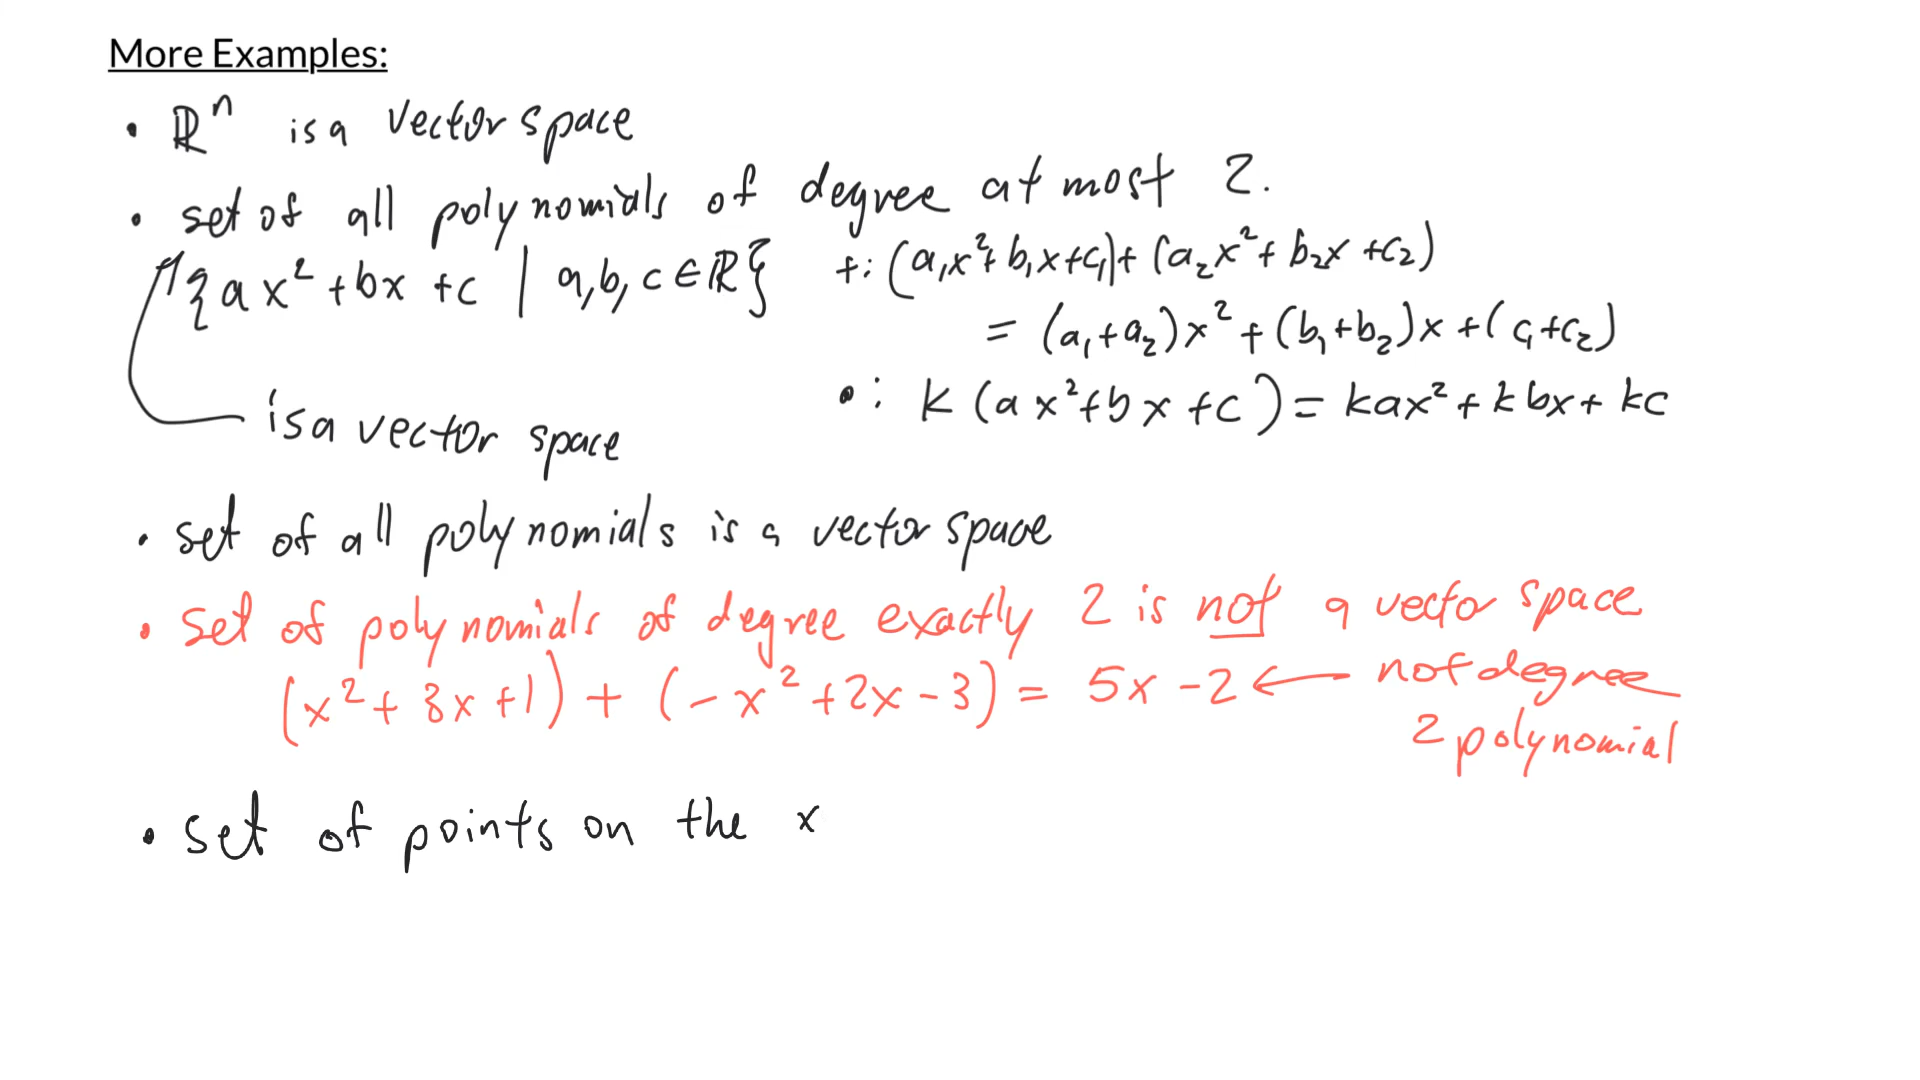 More Examples:
• ℝⁿ is a vector space
• set of all polynomials of degree at most 2.
{ax² + bx + c | a, b, c ∈ ℝ}
+: (a₁x² + b₁x + c₁) + (a₂x² + b₂x + c₂)
= (a₁ + a₂)x² + (b₁ + b₂)x + (c₁ + c₂)
•: k(ax² + bx + c) = kax² + kbx + kc
is a vector space
• set of all polynomials is a vector space
• set of polynomials of degree exactly 2 is not a vector space
(x² + 3x + 1) + (-x² + 2x - 3) = 5x - 2 ← not degree
2 polynomial
• set of points on the x